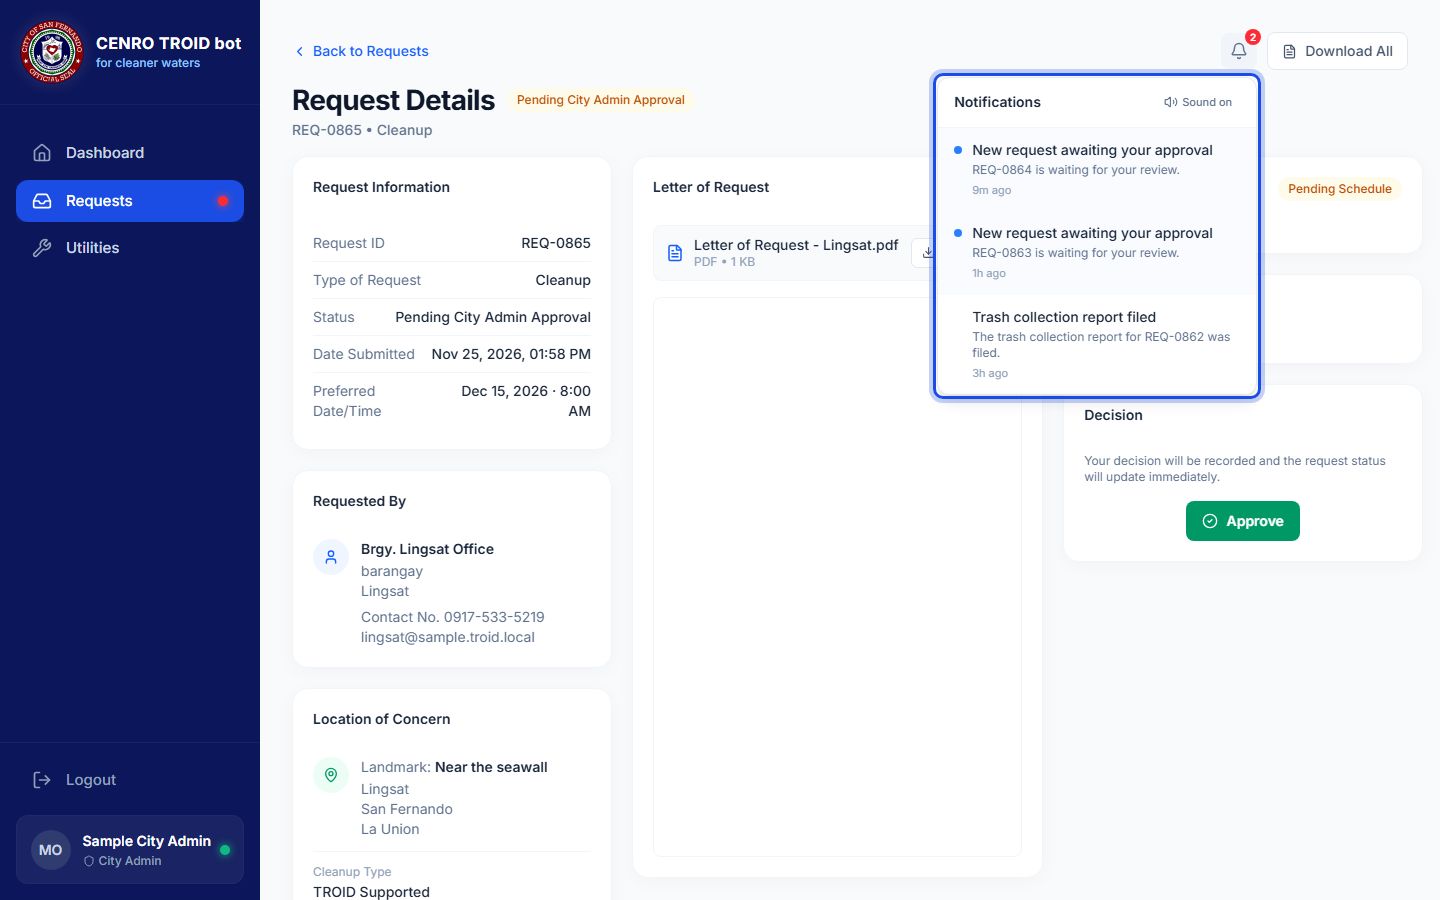 CITY OF SAN FERNANDO
OFFICIAL SEAL
CENRO TROID bot
for cleaner waters
Dashboard
Requests
Utilities
Logout
MO
Sample City Admin
City Admin
Back to Requests
2
Download All
Request Details
Pending City Admin Approval
REQ-0865 • Cleanup
Request Information
Request ID REQ-0865
Type of Request Cleanup
Status Pending City Admin Approval
Date Submitted Nov 25, 2026, 01:58 PM
Preferred Date/Time Dec 15, 2026 · 8:00 AM
Requested By
Brgy. Lingsat Office
barangay
Lingsat
Contact No. 0917-533-5219
lingsat@sample.troid.local
Location of Concern
Landmark: Near the seawall
Lingsat
San Fernando
La Union
Cleanup Type
TROID Supported
Letter of Request
Letter of Request - Lingsat.pdf
PDF • 1 KB
Notifications
Sound on
New request awaiting your approval
REQ-0864 is waiting for your review.
9m ago
New request awaiting your approval
REQ-0863 is waiting for your review.
1h ago
Trash collection report filed
The trash collection report for REQ-0862 was
filed.
3h ago
Pending Schedule
Decision
Your decision will be recorded and the request status
will update immediately.
Approve